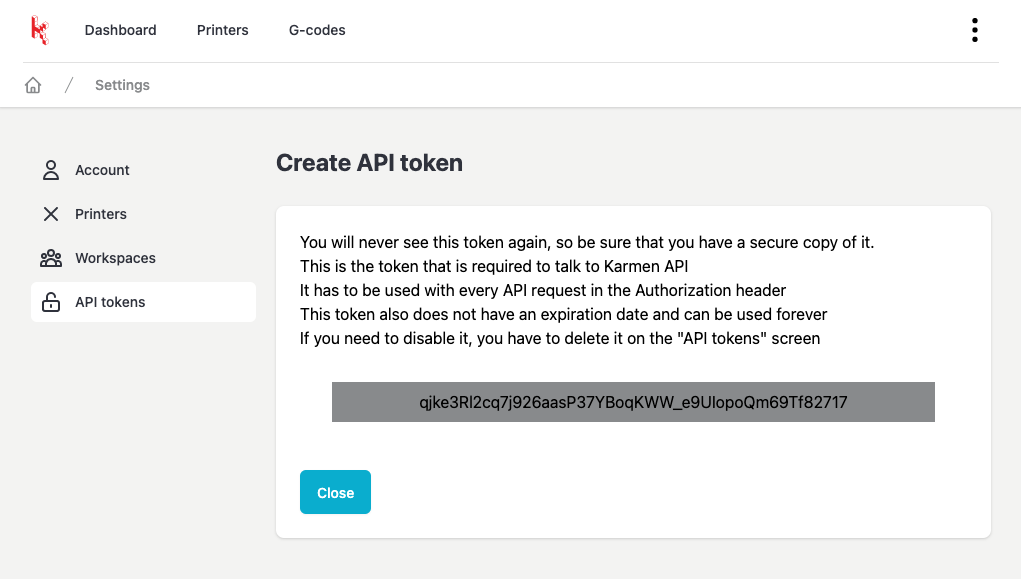 Dashboard
Printers
G-codes
Settings
Account
Printers
Workspaces
API tokens
Create API token
You will never see this token again, so be sure that you have a secure copy of it.
This is the token that is required to talk to Karmen API
It has to be used with every API request in the Authorization header
This token also does not have an expiration date and can be used forever
If you need to disable it, you have to delete it on the "API tokens" screen
qjke3Rl2cq7j926aasP37YBoqKWW_e9UIopoQm69Tf82717
Close